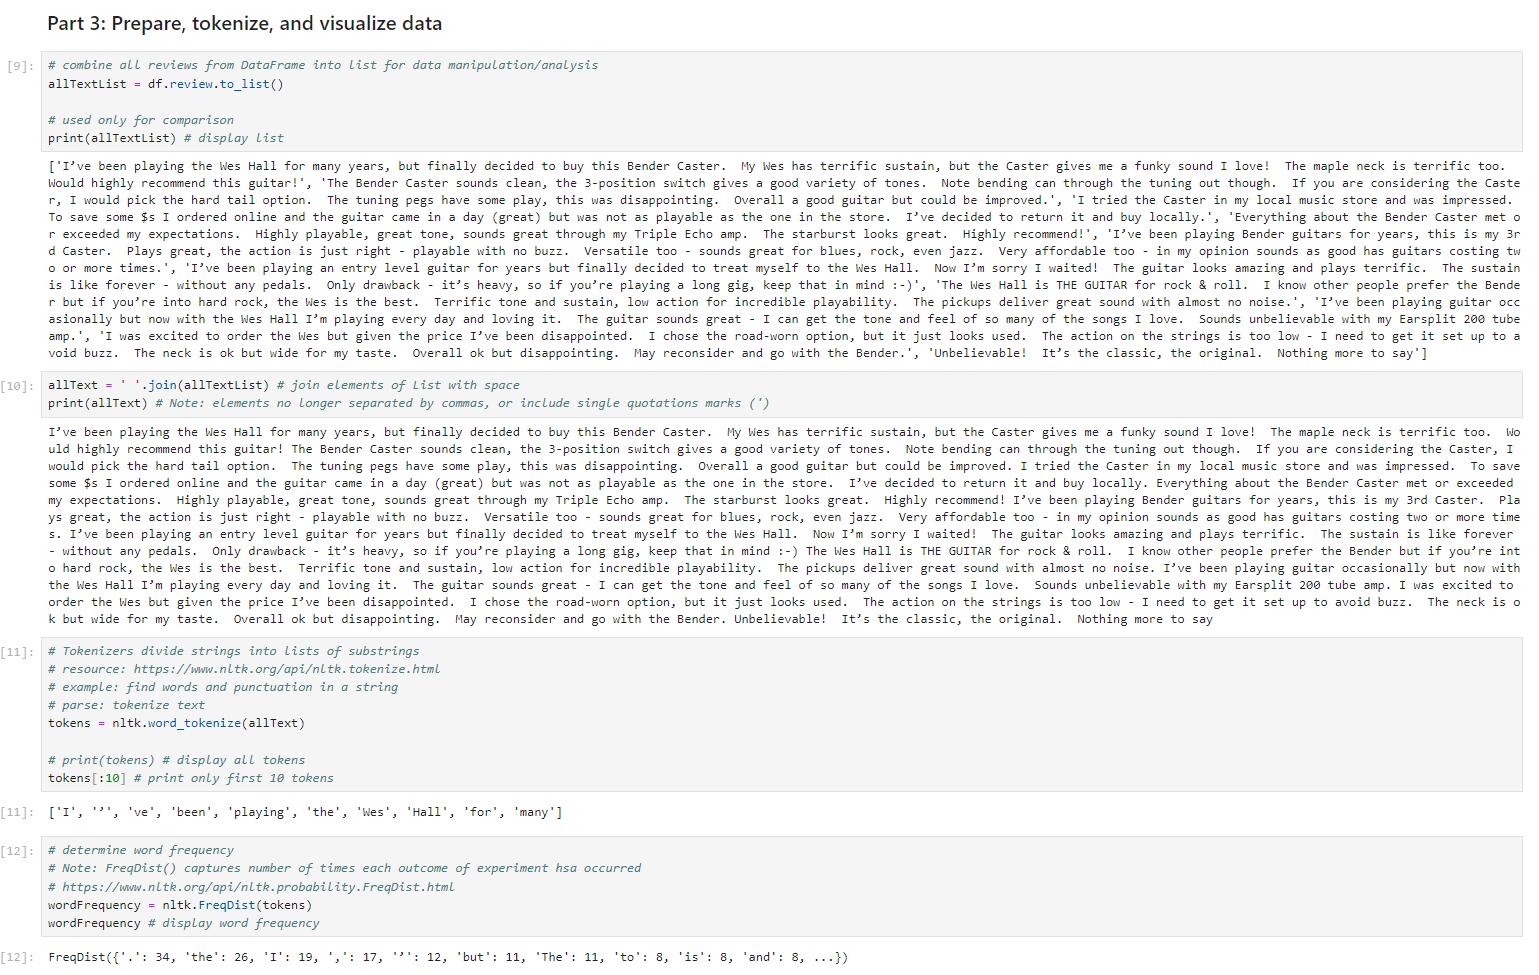 Part 3: Prepare, tokenize, and visualize data
[9]: # combine all reviews from DataFrame into list for data manipulation/analysis
allTextList = df.review.to_list()
# used only for comparison
print(allTextList) # display list
['I’ve been playing the Wes Hall for many years, but finally decided to buy this Bender Caster.  My Wes has terrific sustain, but the Caster gives me a funky sound I love!  The maple neck is terrific too.
Would highly recommend this guitar!', 'The Bender Caster sounds clean, the 3-position switch gives a good variety of tones.  Note bending can through the tuning out though.  If you are considering the Caste
r, I would pick the hard tail option.  The tuning pegs have some play, this was disappointing.  Overall a good guitar but could be improved.', 'I tried the Caster in my local music store and was impressed.
To save some $s I ordered online and the guitar came in a day (great) but was not as playable as the one in the store.  I’ve decided to return it and buy locally.', 'Everything about the Bender Caster met o
r exceeded my expectations.  Highly playable, great tone, sounds great through my Triple Echo amp.  The starburst looks great.  Highly recommend!', 'I’ve been playing Bender guitars for years, this is my 3r
d Caster.  Plays great, the action is just right - playable with no buzz.  Versatile too - sounds great for blues, rock, even jazz.  Very affordable too - in my opinion sounds as good has guitars costing tw
o or more times.', 'I’ve been playing an entry level guitar for years but finally decided to treat myself to the Wes Hall.  Now I’m sorry I waited!  The guitar looks amazing and plays terrific.  The sustain
is like forever - without any pedals.  Only drawback - it’s heavy, so if you’re playing a long gig, keep that in mind :-)', 'The Wes Hall is THE GUITAR for rock & roll.  I know other people prefer the Bende
r but if you’re into hard rock, the Wes is the best.  Terrific tone and sustain, low action for incredible playability.  The pickups deliver great sound with almost no noise.', 'I’ve been playing guitar occ
asionally but now with the Wes Hall I’m playing every day and loving it.  The guitar sounds great - I can get the tone and feel of so many of the songs I love.  Sounds unbelievable with my Earsplit 200 tube
amp.', 'I was excited to order the Wes but given the price I’ve been disappointed.  I chose the road-worn option, but it just looks used.  The action on the strings is too low - I need to get it set up to a
void buzz.  The neck is ok but wide for my taste.  Overall ok but disappointing.  May reconsider and go with the Bender.', 'Unbelievable!  It’s the classic, the original.  Nothing more to say']
[10]: allText = ' '.join(allTextList) # join elements of List with space
print(allText) # Note: elements no longer separated by commas, or include single quotations marks (')
I’ve been playing the Wes Hall for many years, but finally decided to buy this Bender Caster.  My Wes has terrific sustain, but the Caster gives me a funky sound I love!  The maple neck is terrific too.  Wo
uld highly recommend this guitar! The Bender Caster sounds clean, the 3-position switch gives a good variety of tones.  Note bending can through the tuning out though.  If you are considering the Caster, I
would pick the hard tail option.  The tuning pegs have some play, this was disappointing.  Overall a good guitar but could be improved. I tried the Caster in my local music store and was impressed.  To save
some $s I ordered online and the guitar came in a day (great) but was not as playable as the one in the store.  I’ve decided to return it and buy locally. Everything about the Bender Caster met or exceeded
my expectations.  Highly playable, great tone, sounds great through my Triple Echo amp.  The starburst looks great.  Highly recommend! I’ve been playing Bender guitars for years, this is my 3rd Caster.  Pla
ys great, the action is just right - playable with no buzz.  Versatile too - sounds great for blues, rock, even jazz.  Very affordable too - in my opinion sounds as good has guitars costing two or more time
s. I’ve been playing an entry level guitar for years but finally decided to treat myself to the Wes Hall.  Now I’m sorry I waited!  The guitar looks amazing and plays terrific.  The sustain is like forever
- without any pedals.  Only drawback - it’s heavy, so if you’re playing a long gig, keep that in mind :-) The Wes Hall is THE GUITAR for rock & roll.  I know other people prefer the Bender but if you’re int
o hard rock, the Wes is the best.  Terrific tone and sustain, low action for incredible playability.  The pickups deliver great sound with almost no noise. I’ve been playing guitar occasionally but now with
the Wes Hall I’m playing every day and loving it.  The guitar sounds great - I can get the tone and feel of so many of the songs I love.  Sounds unbelievable with my Earsplit 200 tube amp. I was excited to
order the Wes but given the price I’ve been disappointed.  I chose the road-worn option, but it just looks used.  The action on the strings is too low - I need to get it set up to avoid buzz.  The neck is o
k but wide for my taste.  Overall ok but disappointing.  May reconsider and go with the Bender. Unbelievable!  It’s the classic, the original.  Nothing more to say
[11]: # Tokenizers divide strings into lists of substrings
# resource: https://www.nltk.org/api/nltk.tokenize.html
# example: find words and punctuation in a string
# parse: tokenize text
tokens = nltk.word_tokenize(allText)
# print(tokens) # display all tokens
tokens[:10] # print only first 10 tokens
[11]: ['I', '’', 've', 'been', 'playing', 'the', 'Wes', 'Hall', 'for', 'many']
[12]: # determine word frequency
# Note: FreqDist() captures number of times each outcome of experiment hsa occurred
# https://www.nltk.org/api/nltk.probability.FreqDist.html
wordFrequency = nltk.FreqDist(tokens)
wordFrequency # display word frequency
[12]: FreqDist({'.': 34, 'the': 26, 'I': 19, ',': 17, '’': 12, 'but': 11, 'The': 11, 'to': 8, 'is': 8, 'and': 8, ...})